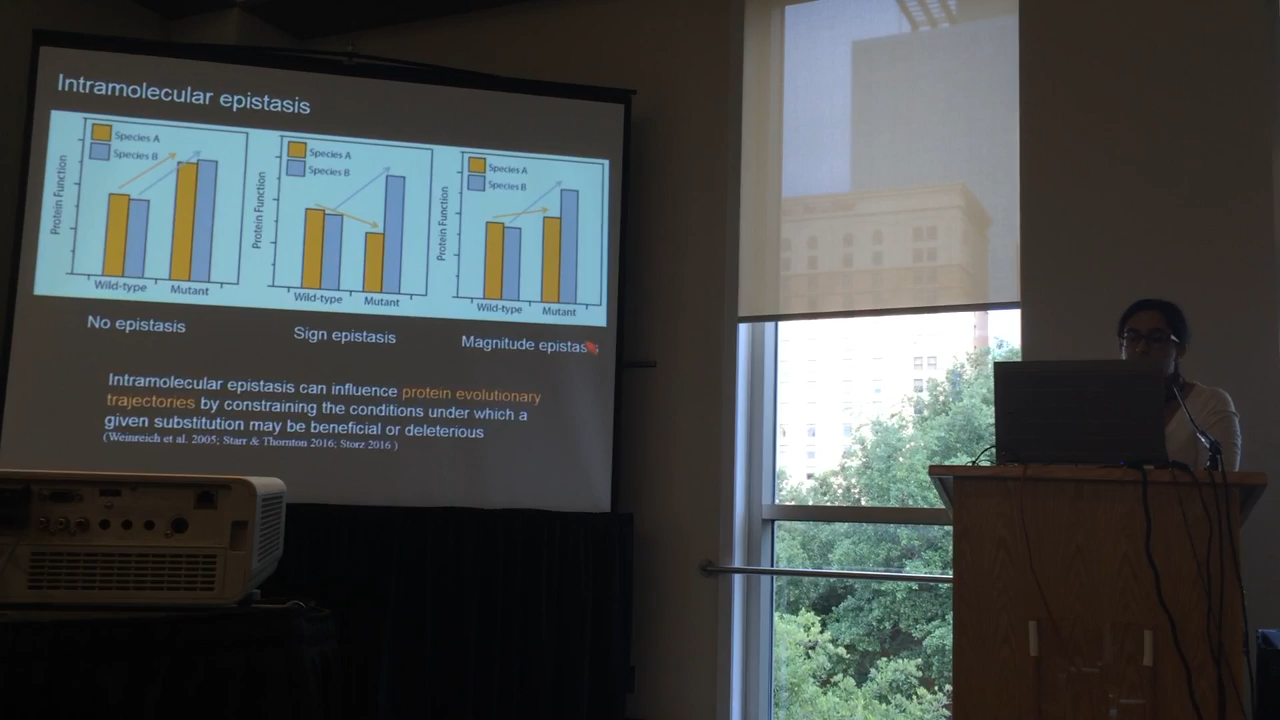 Intramolecular epistasis
Species A
Species B
Protein Function
Wild-type
Mutant
Species A
Species B
Protein Function
Wild-type
Mutant
Species A
Species B
Protein Function
Wild-type
Mutant
No epistasis
Sign epistasis
Magnitude epistasis
Intramolecular epistasis can influence protein evolutionary
trajectories by constraining the conditions under which a
given substitution may be beneficial or deleterious
(Weinreich et al. 2005; Starr & Thornton 2016; Storz 2016 )